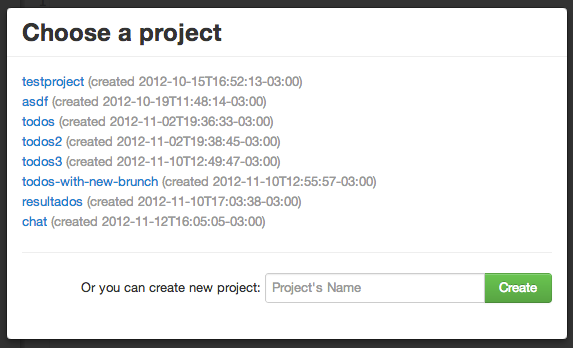 Choose a project
testproject (created 2012-10-15T16:52:13-03:00)
asdf (created 2012-10-19T11:48:14-03:00)
todos (created 2012-11-02T19:36:33-03:00)
todos2 (created 2012-11-02T19:38:45-03:00)
todos3 (created 2012-11-10T12:49:47-03:00)
todos-with-new-brunch (created 2012-11-10T12:55:57-03:00)
resultados (created 2012-11-10T17:03:38-03:00)
chat (created 2012-11-12T16:05:05-03:00)
Or you can create new project: Project's Name Create